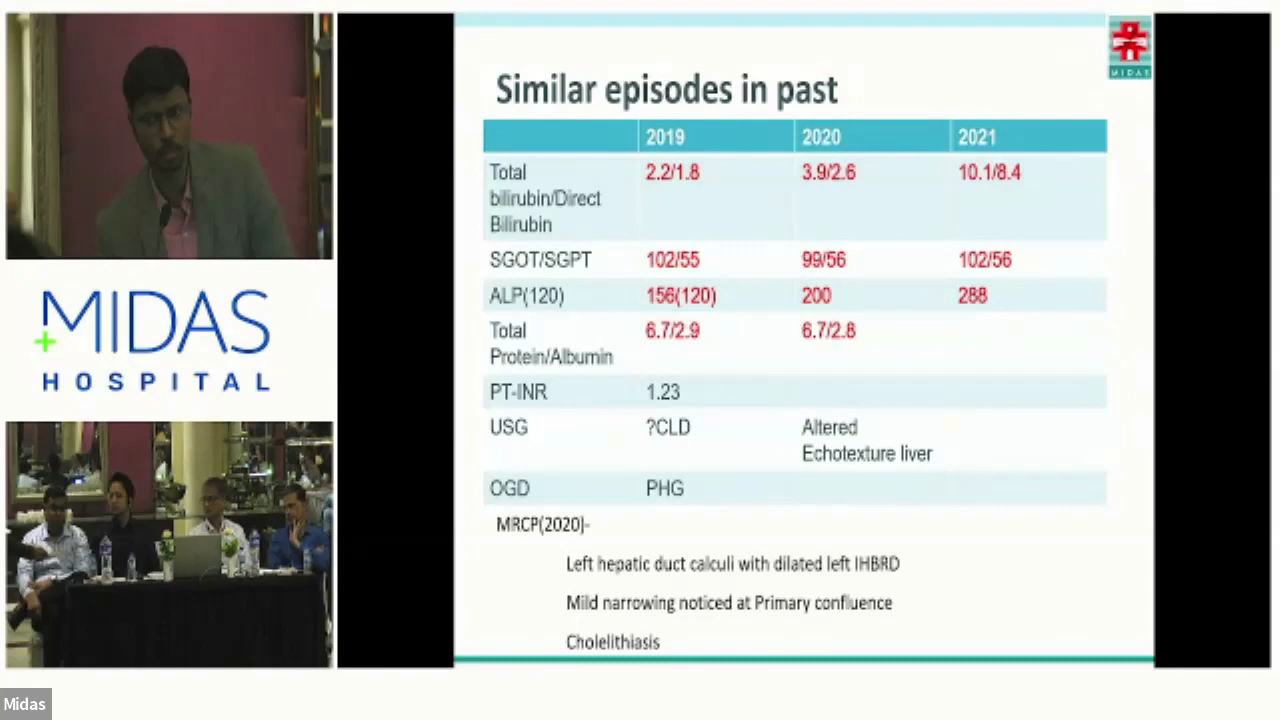 MIDAS
Similar episodes in past
2019 2020 2021
Total bilirubin/Direct Bilirubin 2.2/1.8 3.9/2.6 10.1/8.4
SGOT/SGPT 102/55 99/56 102/56
ALP(120) 156(120) 200 288
Total Protein/Albumin 6.7/2.9 6.7/2.8
PT-INR 1.23
USG ?CLD Altered Echotexture liver
OGD PHG
MRCP(2020)-
Left hepatic duct calculi with dilated left IHBRD
Mild narrowing noticed at Primary confluence
Cholelithiasis
MIDAS
HOSPITAL
Midas